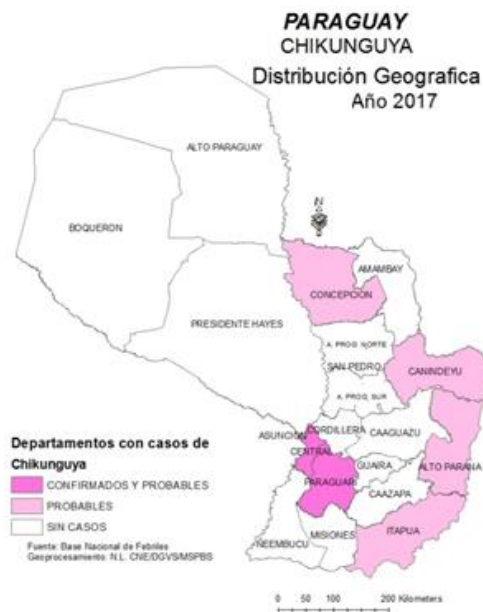 PARAGUAY
CHIKUNGUYA
Distribución Geografica
Año 2017
ALTO PARAGUAY
N
BOQUERON
AMAMBAY
CONCEPCION
PRESIDENTE HAYES
A. PROG. NORTE
SAN PEDRO
CANINDEYU
A. PROG. SUR
CORDILLERA
ASUNCION
CAAGUAZU
CENTRAL
GUAIRA
ALTO PARANA
PARAGUARI
CAAZAPA
MISIONES
ITAPUA
ÑEEMBUCU
Departamentos con casos de
Chikunguya
CONFIRMADOS Y PROBABLES
PROBABLES
SIN CASOS
Fuente: Base Nacional de Febriles
Geoprocesamiento: N.L. CNE/DGVS/MSPBS
0 50 100 200 Kilometers